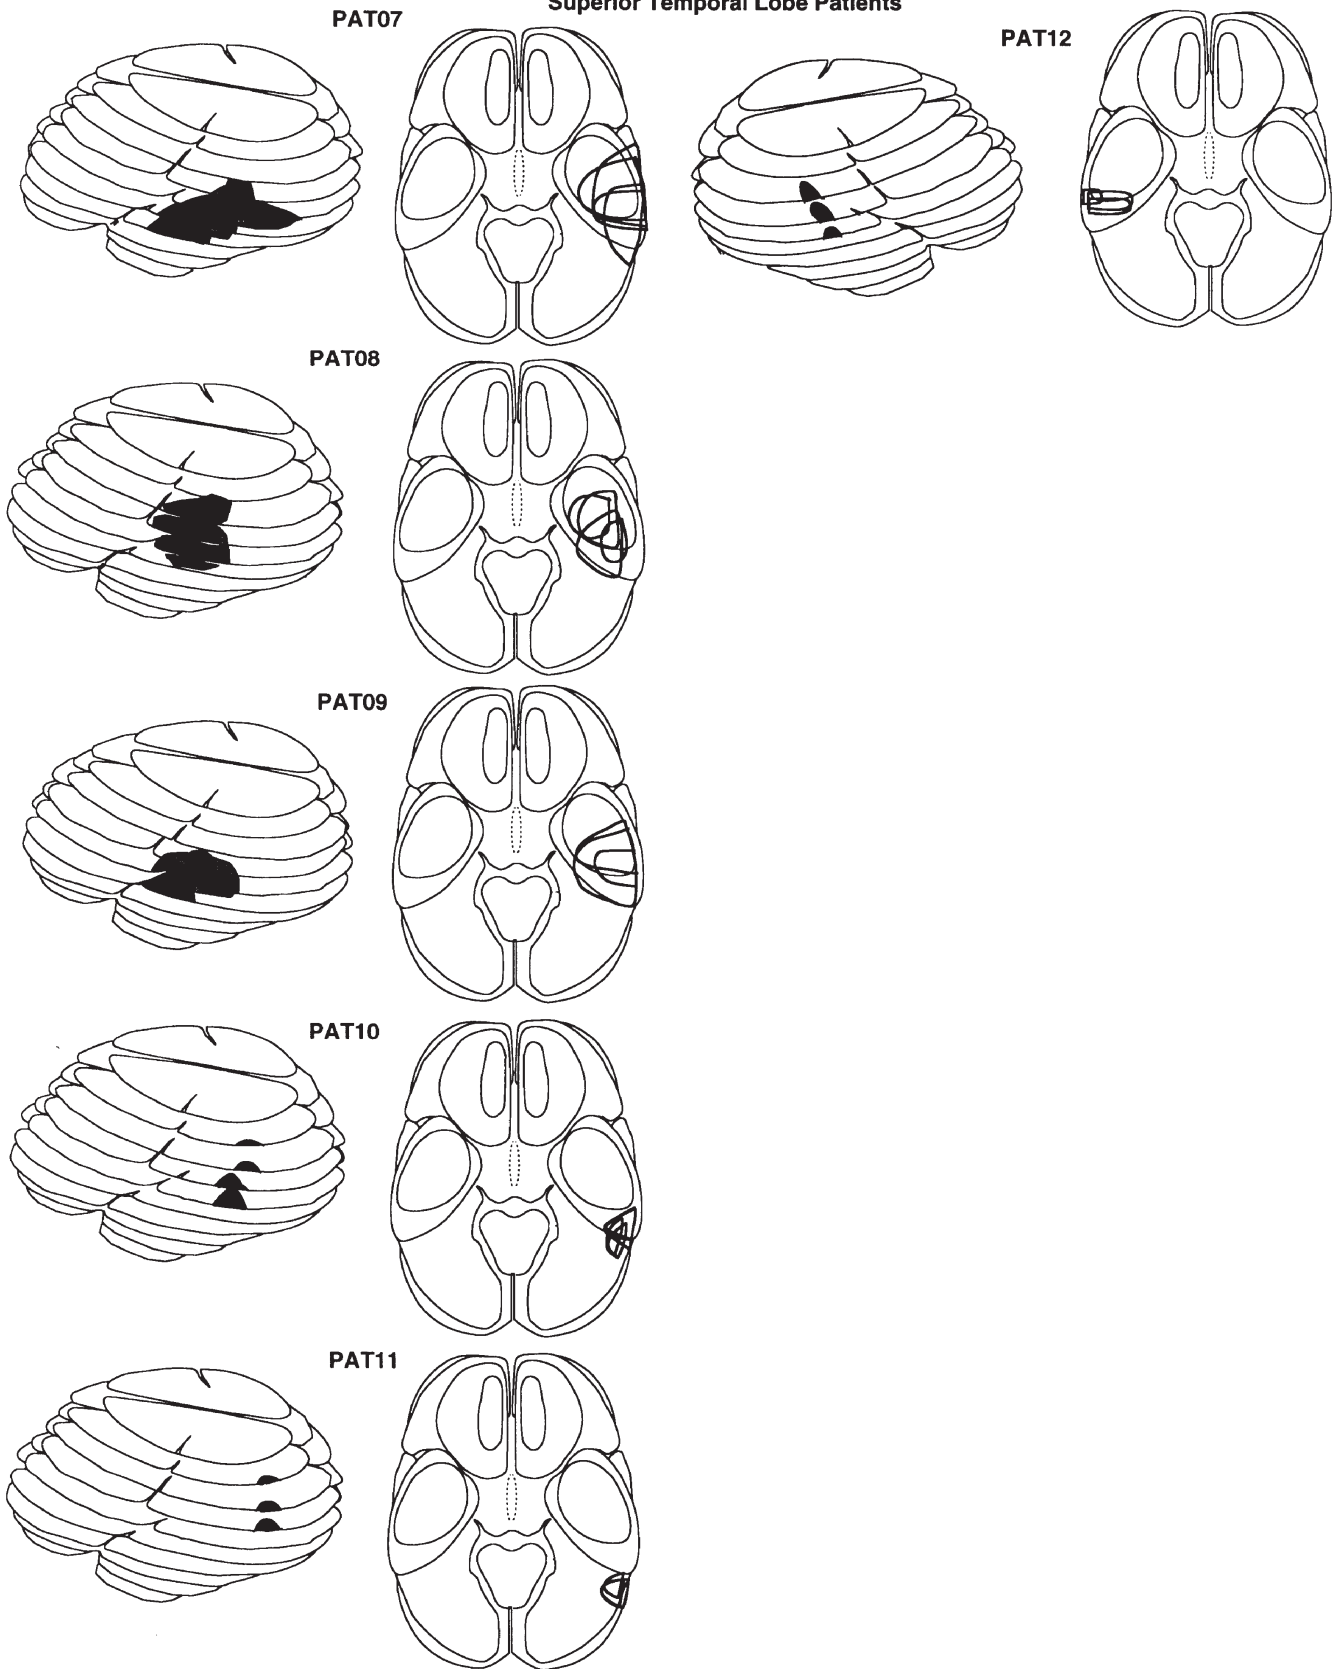 Superior Temporal Lobe Patients
PAT07
PAT12
PAT08
PAT09
PAT10
PAT11